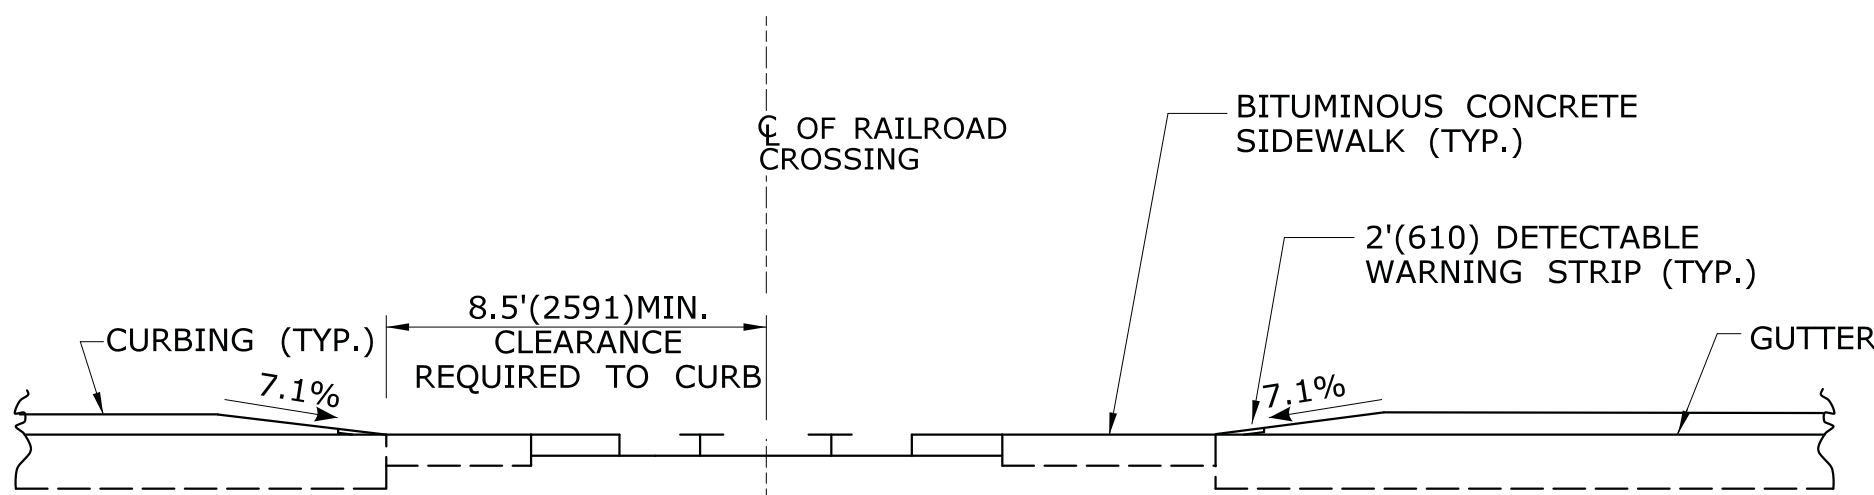 ℄ OF RAILROAD
CROSSING
BITUMINOUS CONCRETE
SIDEWALK (TYP.)
2'(610) DETECTABLE
WARNING STRIP (TYP.)
8.5'(2591)MIN.
CLEARANCE
REQUIRED TO CURB
CURBING (TYP.)
GUTTER
7.1%
7.1%